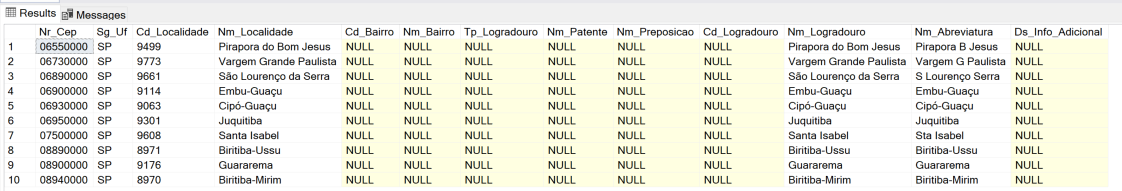 Results Messages
Nr_Cep Sg_Uf Cd_Localidade Nm_Localidade Cd_Bairro Nm_Bairro Tp_Logradouro Nm_Patente Nm_Preposicao Cd_Logradouro Nm_Logradouro Nm_Abreviatura Ds_Info_Adicional
1 06550000 SP 9499 Pirapora do Bom Jesus NULL NULL NULL NULL NULL NULL Pirapora do Bom Jesus Pirapora B Jesus NULL
2 06730000 SP 9773 Vargem Grande Paulista NULL NULL NULL NULL NULL NULL Vargem Grande Paulista Vargem G Paulista NULL
3 06890000 SP 9661 São Lourenço da Serra NULL NULL NULL NULL NULL NULL São Lourenço da Serra S Lourenço da Serra NULL
4 06900000 SP 9114 Embu-Guaçu NULL NULL NULL NULL NULL NULL Embu-Guaçu Embu-Guaçu NULL
5 06930000 SP 9063 Cipó-Guaçu NULL NULL NULL NULL NULL NULL Cipó-Guaçu Cipó-Guaçu NULL
6 06950000 SP 9301 Juquitiba NULL NULL NULL NULL NULL NULL Juquitiba Juquitiba NULL
7 07500000 SP 9608 Santa Isabel NULL NULL NULL NULL NULL NULL Santa Isabel Sta Isabel NULL
8 08890000 SP 8971 Biritiba-Ussu NULL NULL NULL NULL NULL NULL Biritiba-Ussu Biritiba-Ussu NULL
9 08900000 SP 9176 Guararema NULL NULL NULL NULL NULL NULL Guararema Guararema NULL
10 08940000 SP 8970 Biritiba-Mirim NULL NULL NULL NULL NULL NULL Biritiba-Mirim Biritiba-Mirim NULL